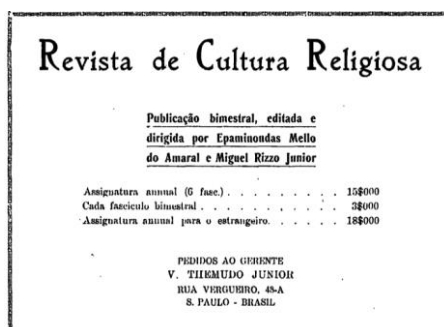 Revista de Cultura Religiosa
Publicação bimestral, editada e
dirigida por Epaminondas Mello
do Amaral e Miguel Rizzo Junior
Assignatura annual (6 fasc.) . . . . . . . 15$000
Cada fasciculo bimestral . . . . . . . . . 3$000
Assignatura annual para o estrangeiro. . . . . 18$000
PEDIDOS AO GERENTE
V. THEMUDO JUNIOR
RUA VERGUEIRO, 48-A
S. PAULO - BRASIL